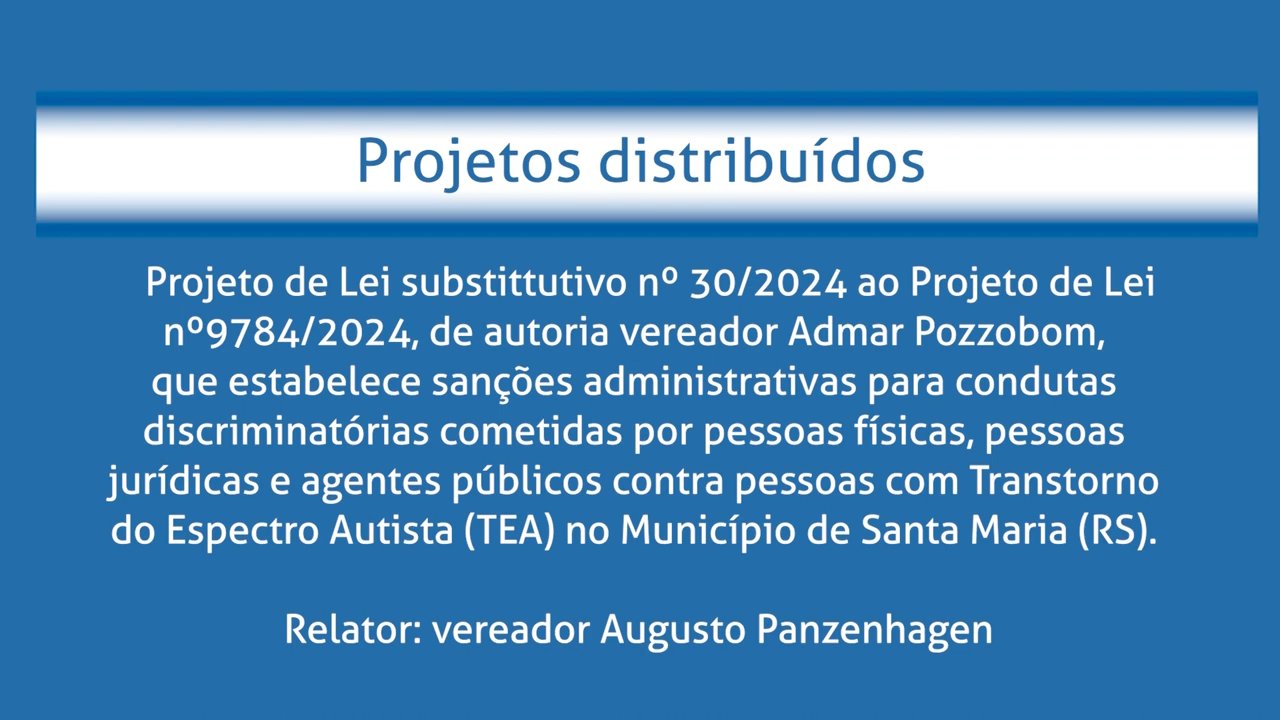 Projetos distribuídos
Projeto de Lei substittutivo nº 30/2024 ao Projeto de Lei
nº9784/2024, de autoria vereador Admar Pozzobom,
que estabelece sanções administrativas para condutas
discriminatórias cometidas por pessoas físicas, pessoas
jurídicas e agentes públicos contra pessoas com Transtorno
do Espectro Autista (TEA) no Município de Santa Maria (RS).
Relator: vereador Augusto Panzenhagen